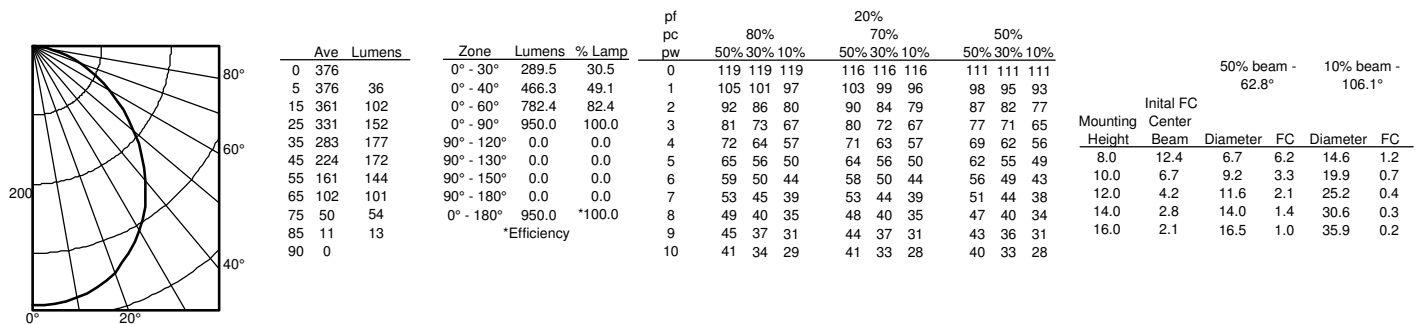 80°
60°
40°
200
0° 20°
Ave Lumens
0 376
5 376 36
15 361 102
25 331 152
35 283 177
45 224 172
55 161 144
65 102 101
75 50 54
85 11 13
90 0
Zone Lumens % Lamp
0° - 30° 289.5 30.5
0° - 40° 466.3 49.1
0° - 60° 782.4 82.4
0° - 90° 950.0 100.0
90° - 120° 0.0 0.0
90° - 130° 0.0 0.0
90° - 150° 0.0 0.0
90° - 180° 0.0 0.0
0° - 180° 950.0 *100.0
*Efficiency
pf 20%
pc 80% 70% 50%
pw 50% 30% 10% 50% 30% 10% 50% 30% 10%
0 119 119 119 116 116 116 111 111 111
1 105 101 97 103 99 96 98 95 93
2 92 86 80 90 84 79 87 82 77
3 81 73 67 80 72 67 77 71 65
4 72 64 57 71 63 57 69 62 56
5 65 56 50 64 56 50 62 55 49
6 59 50 44 58 50 44 56 49 43
7 53 45 39 53 44 39 51 44 38
8 49 40 35 48 40 35 47 40 34
9 45 37 31 44 37 31 43 36 31
10 41 34 29 41 33 28 40 33 28
50% beam - 10% beam -
62.8° 106.1°
Inital FC
Mounting Center
Height Beam Diameter FC Diameter FC
8.0 12.4 6.7 6.2 14.6 1.2
10.0 6.7 9.2 3.3 19.9 0.7
12.0 4.2 11.6 2.1 25.2 0.4
14.0 2.8 14.0 1.4 30.6 0.3
16.0 2.1 16.5 1.0 35.9 0.2